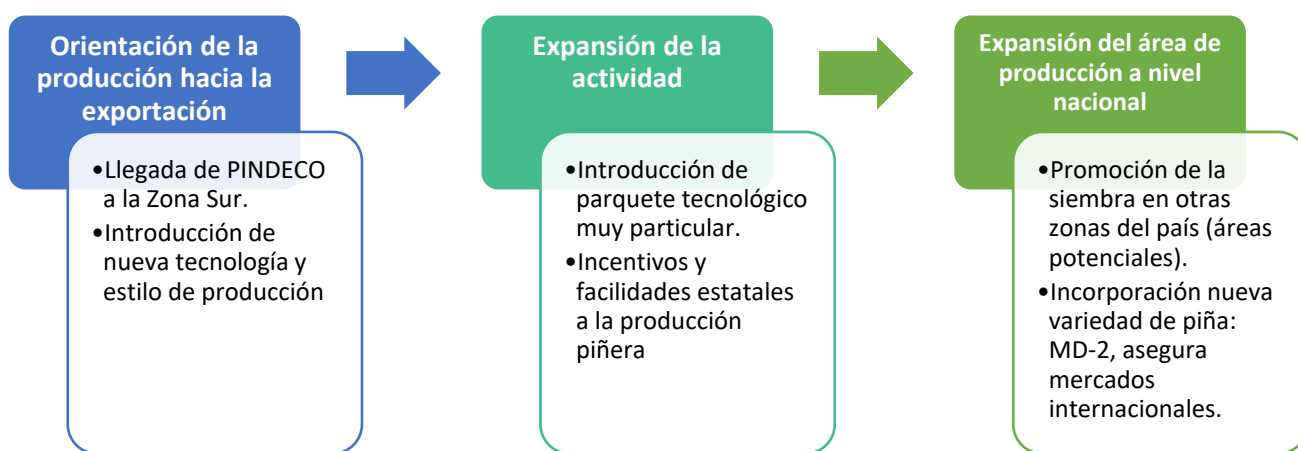 Orientación de la
producción hacia la
exportación
•Llegada de PINDECO
a la Zona Sur.
•Introducción de
nueva tecnología y
estilo de producción
Expansión de la
actividad
•Introducción de
parquete tecnológico
muy particular.
•Incentivos y
facilidades estatales
a la producción
piñera
Expansión del área de
producción a nivel
nacional
•Promoción de la
siembra en otras
zonas del país (áreas
potenciales).
•Incorporación nueva
variedad de piña:
MD-2, asegura
mercados
internacionales.